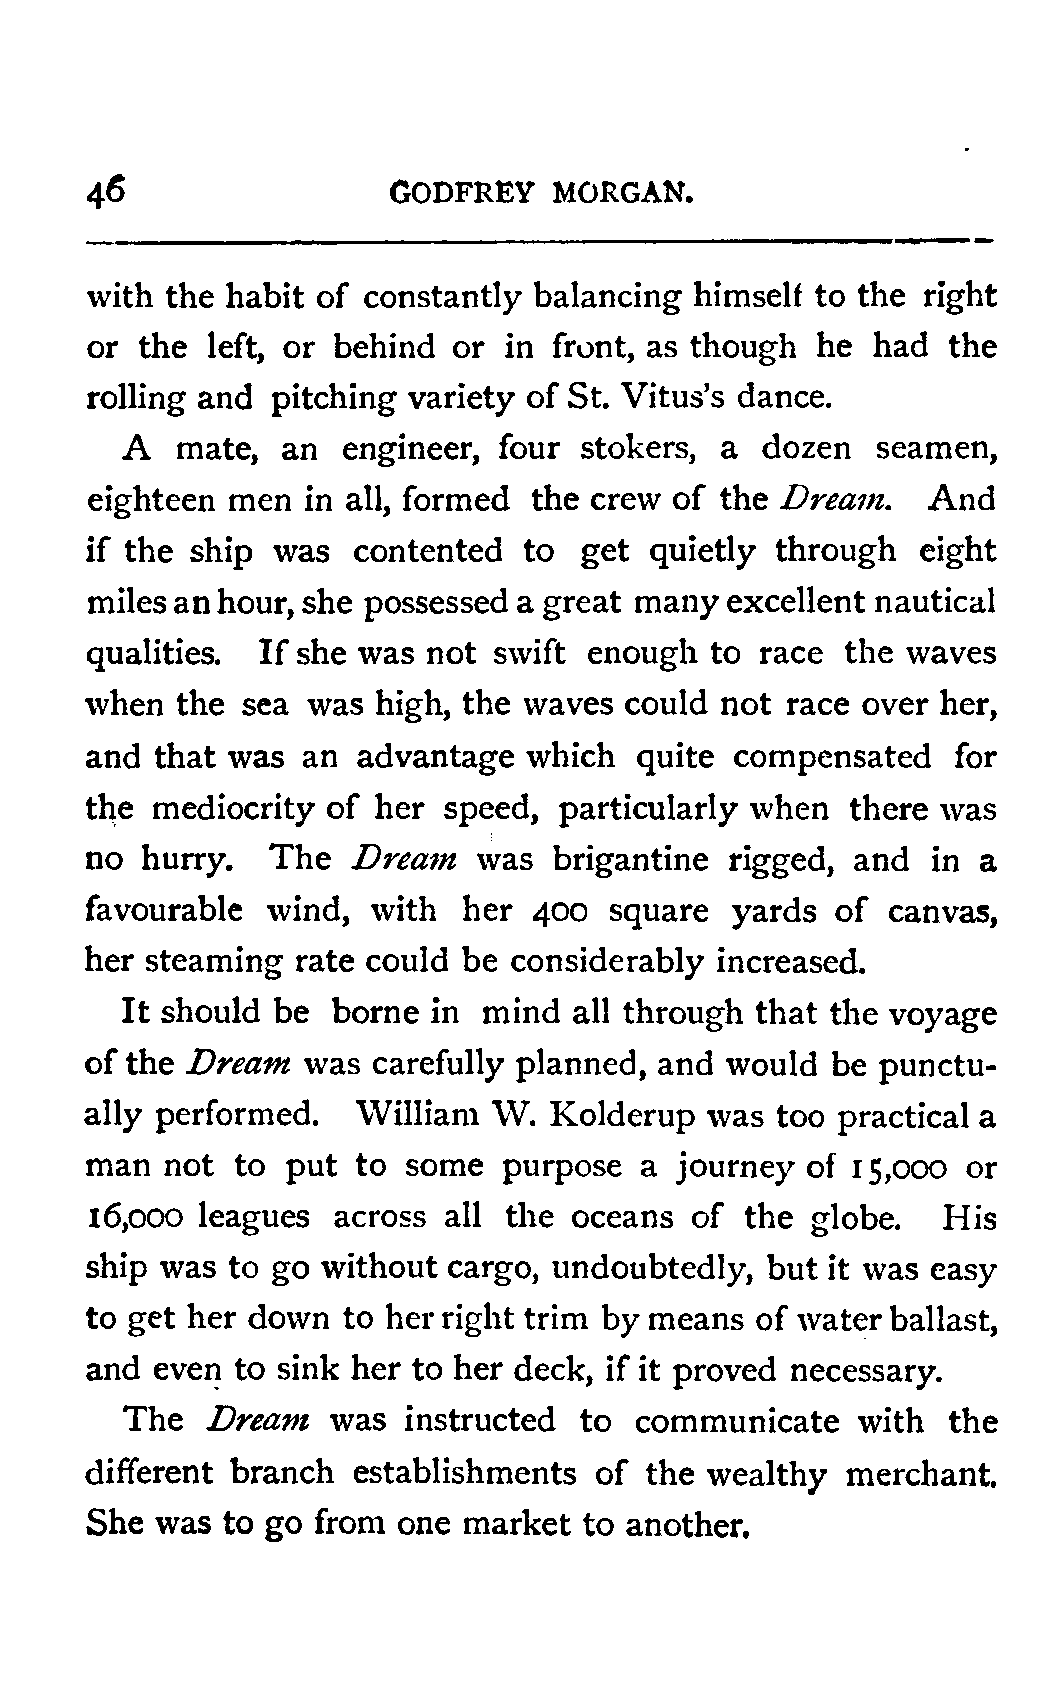 46 GODFREY MORGAN.
with the habit of constantly balancing himself to the right
or the left, or behind or in front, as though he had the
rolling and pitching variety of St. Vitus's dance.
A mate, an engineer, four stokers, a dozen seamen,
eighteen men in all, formed the crew of the Dream. And
if the ship was contented to get quietly through eight
miles an hour, she possessed a great many excellent nautical
qualities. If she was not swift enough to race the waves
when the sea was high, the waves could not race over her,
and that was an advantage which quite compensated for
the mediocrity of her speed, particularly when there was
no hurry. The Dream was brigantine rigged, and in a
favourable wind, with her 400 square yards of canvas,
her steaming rate could be considerably increased.
It should be borne in mind all through that the voyage
of the Dream was carefully planned, and would be punctu-
ally performed. William W. Kolderup was too practical a
man not to put to some purpose a journey of 15,000 or
16,000 leagues across all the oceans of the globe. His
ship was to go without cargo, undoubtedly, but it was easy
to get her down to her right trim by means of water ballast,
and even to sink her to her deck, if it proved necessary.
The Dream was instructed to communicate with the
different branch establishments of the wealthy merchant.
She was to go from one market to another.